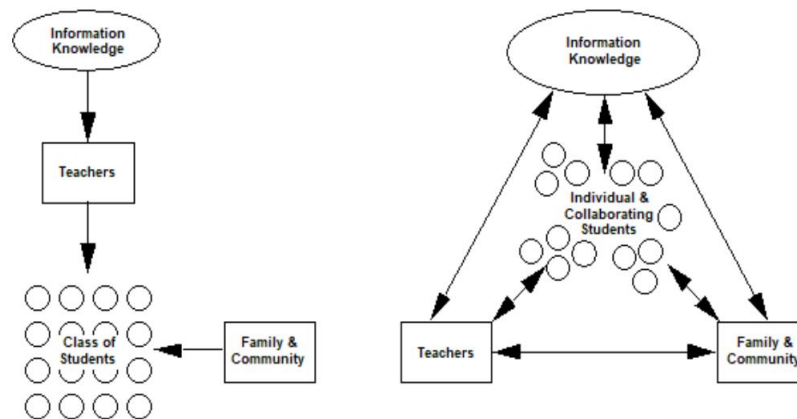 Information
Knowledge
Teachers
Class of
Students
Family &
Community
Information
Knowledge
Individual &
Collaborating
Students
Teachers
Family &
Community